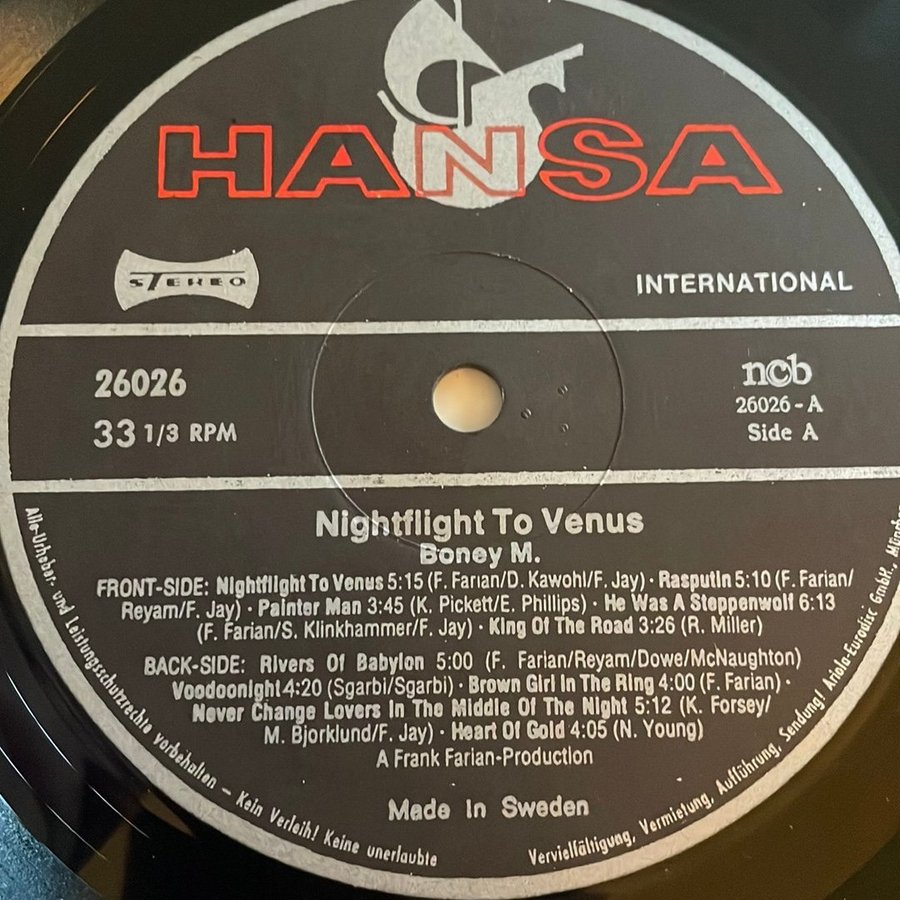 HANSA
STEREO
INTERNATIONAL
26026
33 1/3 RPM
ncb
26026-A
Side A
Nightflight To Venus
Boney M.
FRONT-SIDE: Nightflight To Venus 5:15 (F. Farian/D. Kawohl/F. Jay) · Rasputin 5:10 (F. Farian/
Reyam/F. Jay) · Painter Man 3:45 (K. Pickett/E. Phillips) · He Was A Steppenwolf 6:13
(F. Farian/S. Klinkhammer/F. Jay) · King Of The Road 3:26 (R. Miller)
BACK-SIDE: Rivers Of Babylon 5:00 (F. Farian/Reyam/Dowe/McNaughton)
Voodoonight 4:20 (Sgarbi/Sgarbi) · Brown Girl In The Ring 4:00 (F. Farian) ·
Never Change Lovers In The Middle Of The Night 5:12 (K. Forsey/
M. Bjorklund/F. Jay) · Heart Of Gold 4:05 (N. Young)
A Frank Farian-Production
Made In Sweden
Alle-Urheber- und Leistungsschutzrechte vorbehalten – Kein Verleih! Keine unerlaubte
Vervielfältigung, Vermietung, Aufführung, Sendung! Ariola-Eurodisc GmbH.,